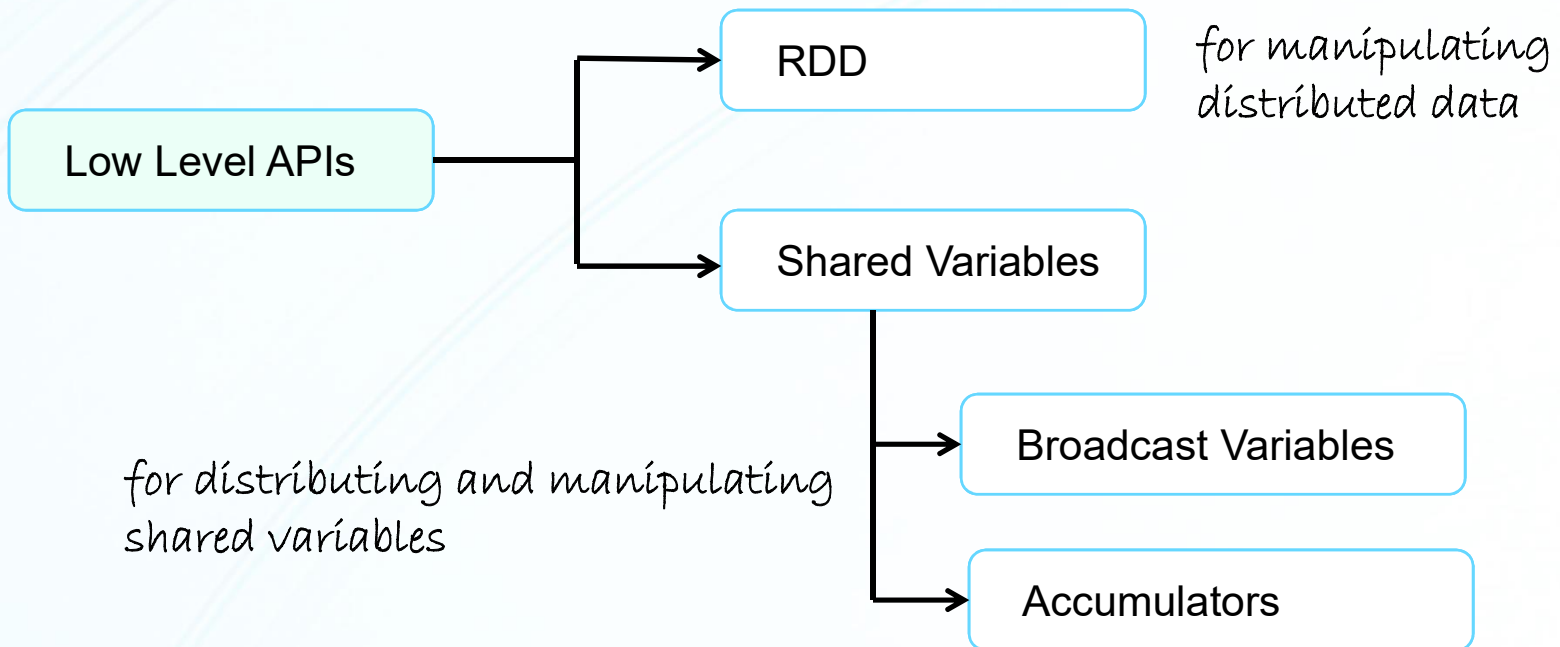 RDD
for manipulating
distributed data
Low Level APIs
Shared Variables
Broadcast Variables
for distributing and manipulating
shared variables
Accumulators